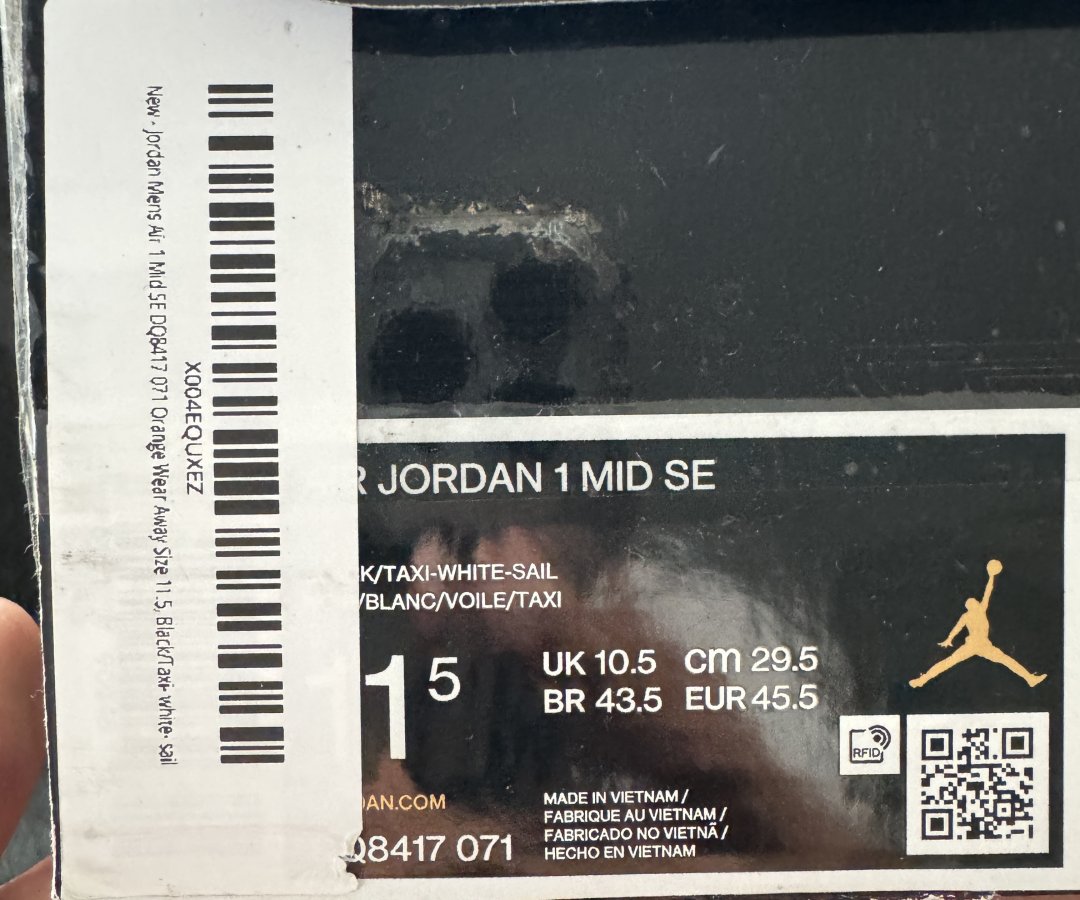 New - Jordan Mens Air 1 Mid SE DQ8417 071 Orange Wear Away Size 11.5, Black/Taxi- white- sail
X004EQUXEZ
R JORDAN 1 MID SE
K/TAXI-WHITE-SAIL
/BLANC/VOILE/TAXI
1 5
UK 10.5 cm 29.5
BR 43.5 EUR 45.5
RFID
DAN.COM
Q8417 071
MADE IN VIETNAM /
FABRIQUE AU VIETNAM /
FABRICADO NO VIETNÃ /
HECHO EN VIETNAM